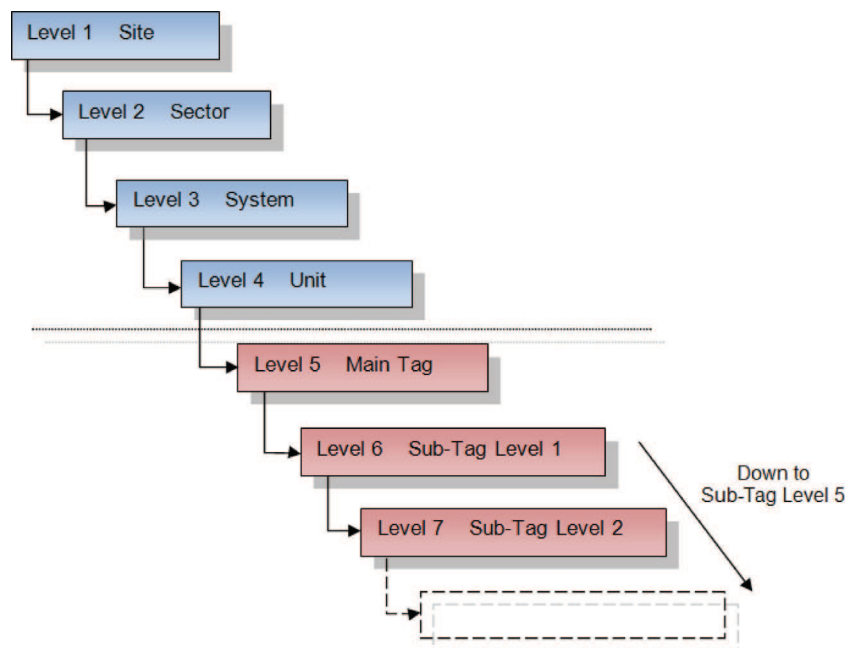 Level 1 Site
Level 2 Sector
Level 3 System
Level 4 Unit
Level 5 Main Tag
Level 6 Sub-Tag Level 1
Down to
Sub-Tag Level 5
Level 7 Sub-Tag Level 2